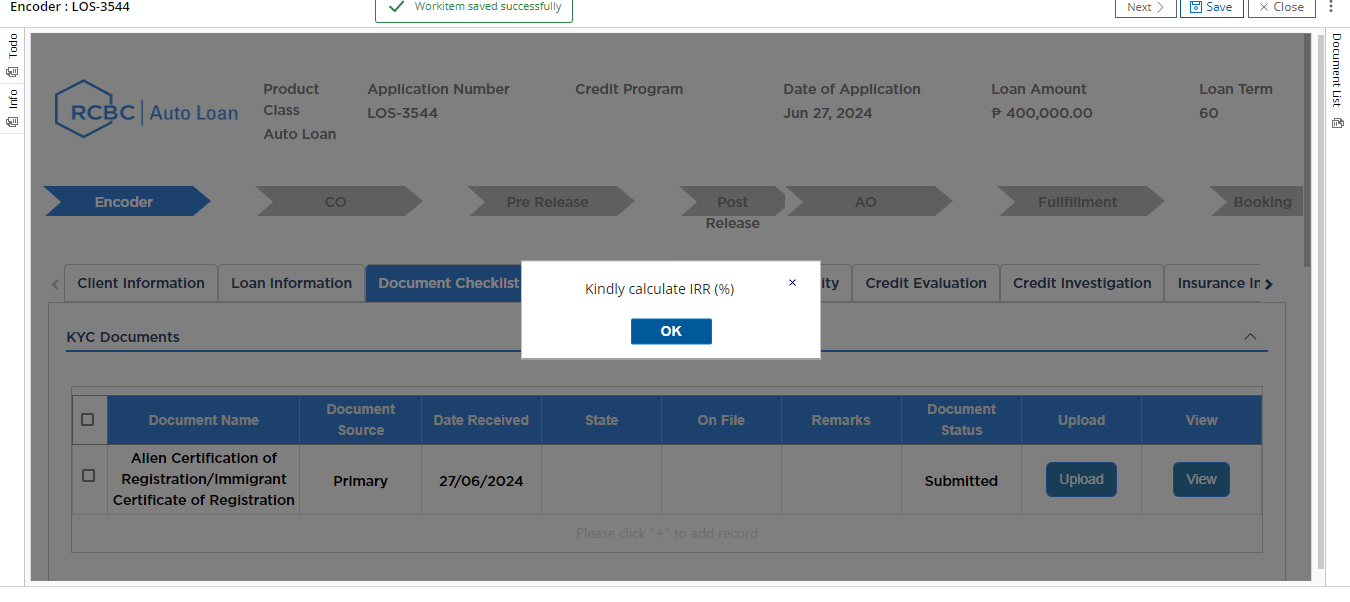 Encoder : LOS-3544
Workitem saved successfully
Next
Save
Close
Todo
Info
Document List
RCBC | Auto Loan
Product Class
Auto Loan
Application Number
LOS-3544
Credit Program
Date of Application
Jun 27, 2024
Loan Amount
₱ 400,000.00
Loan Term
60
Encoder
CO
Pre Release
Post Release
AO
Fullfillment
Booking
Client Information
Loan Information
Document Checklist
ity
Credit Evaluation
Credit Investigation
Insurance In
Kindly calculate IRR (%)
×
OK
KYC Documents
Document Name
Document Source
Date Received
State
On File
Remarks
Document Status
Upload
View
Alien Certification of
Registration/Immigrant
Certificate of Registration
Primary
27/06/2024
Submitted
Upload
View
Please click "+" to add record